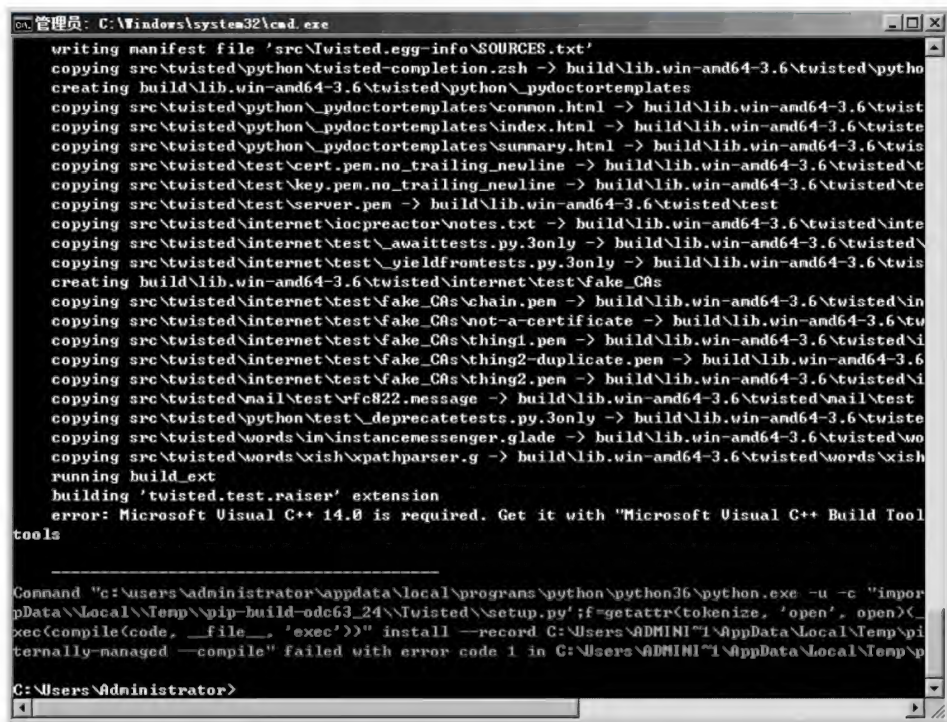 管理员: C:\Windows\system32\cmd.exe
writing manifest file 'src\Twisted.egg-info\SOURCES.txt'
copying src\twisted\python\twisted-completion.zsh -> build\lib.win-amd64-3.6\twisted\pytho
creating build\lib.win-amd64-3.6\twisted\python\_pydoctortemplates
copying src\twisted\python\_pydoctortemplates\common.html -> build\lib.win-amd64-3.6\twist
copying src\twisted\python\_pydoctortemplates\index.html -> build\lib.win-amd64-3.6\twiste
copying src\twisted\python\_pydoctortemplates\summary.html -> build\lib.win-amd64-3.6\twis
copying src\twisted\test\cert.pem.no_trailing_newline -> build\lib.win-amd64-3.6\twisted\t
copying src\twisted\test\key.pem.no_trailing_newline -> build\lib.win-amd64-3.6\twisted\te
copying src\twisted\test\server.pem -> build\lib.win-amd64-3.6\twisted\test
copying src\twisted\internet\iocpreactor\notes.txt -> build\lib.win-amd64-3.6\twisted\inte
copying src\twisted\internet\test\_awaittests.py.3only -> build\lib.win-amd64-3.6\twisted\
copying src\twisted\internet\test\_yieldfromtests.py.3only -> build\lib.win-amd64-3.6\twis
creating build\lib.win-amd64-3.6\twisted\internet\test\fake_CAs
copying src\twisted\internet\test\fake_CAs\chain.pem -> build\lib.win-amd64-3.6\twisted\in
copying src\twisted\internet\test\fake_CAs\not-a-certificate -> build\lib.win-amd64-3.6\tw
copying src\twisted\internet\test\fake_CAs\thing1.pem -> build\lib.win-amd64-3.6\twisted\i
copying src\twisted\internet\test\fake_CAs\thing2-duplicate.pem -> build\lib.win-amd64-3.6
copying src\twisted\internet\test\fake_CAs\thing2.pem -> build\lib.win-amd64-3.6\twisted\i
copying src\twisted\mail\test\rfc822.message -> build\lib.win-amd64-3.6\twisted\mail\test
copying src\twisted\python\test\_deprecatetests.py.3only -> build\lib.win-amd64-3.6\twiste
copying src\twisted\words\im\instancemessenger.glade -> build\lib.win-amd64-3.6\twisted\wo
copying src\twisted\words\xish\xpathparser.g -> build\lib.win-amd64-3.6\twisted\words\xish
running build_ext
building 'twisted.test.raiser' extension
error: Microsoft Visual C++ 14.0 is required. Get it with "Microsoft Visual C++ Build Tool
tools
----------------------------------------
Command "c:\users\administrator\appdata\local\programs\python\python36\python.exe -u -c "impor
pData\\Local\\Temp\\pip-build-odc63_24\\Twisted\\setup.py';f=getattr(tokenize, 'open', open)(_
xec(compile(code, __file__, 'exec'))" install --record C:\Users\ADMINI~1\AppData\Local\Temp\pi
ternally-managed --compile" failed with error code 1 in C:\Users\ADMINI~1\AppData\Local\Temp\p
C:\Users\Administrator>